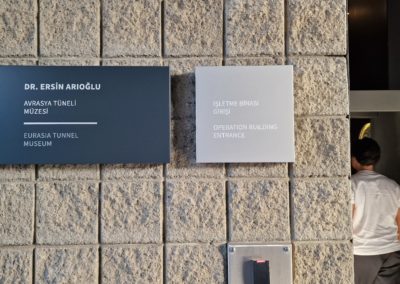 DR. ERSİN ARIOĞLU
AVRASYA TÜNELİ
MÜZESİ
EURASIA TUNNEL
MUSEUM
İŞLETME BİNASI
GİRİŞİ
OPERATION BUILDING
ENTRANCE